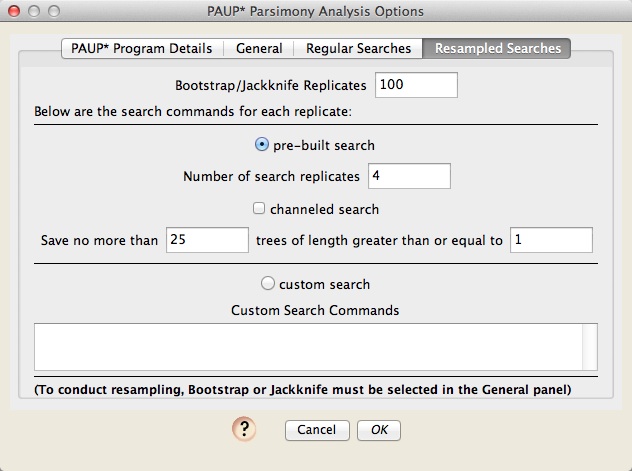 PAUP* Parsimony Analysis Options
PAUP* Program Details General Regular Searches Resampled Searches
Bootstrap/Jackknife Replicates 100
Below are the search commands for each replicate:
pre-built search
Number of search replicates 4
channeled search
Save no more than 25 trees of length greater than or equal to 1
custom search
Custom Search Commands
(To conduct resampling, Bootstrap or Jackknife must be selected in the General panel)
? Cancel OK